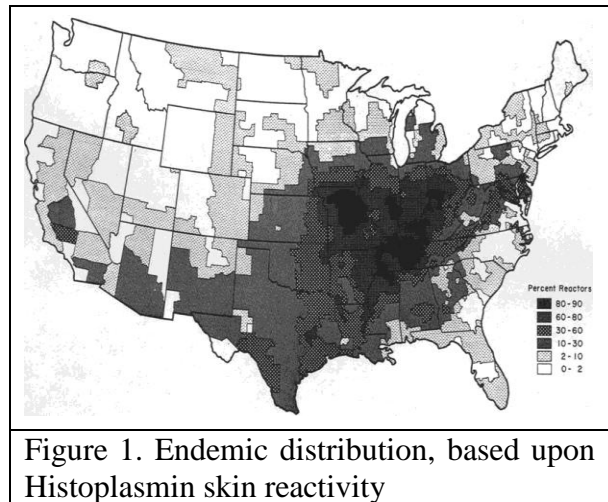 Percent Reactors
80-90
60-80
30-60
10-30
2-10
0-2
Figure 1. Endemic distribution, based upon
Histoplasmin skin reactivity